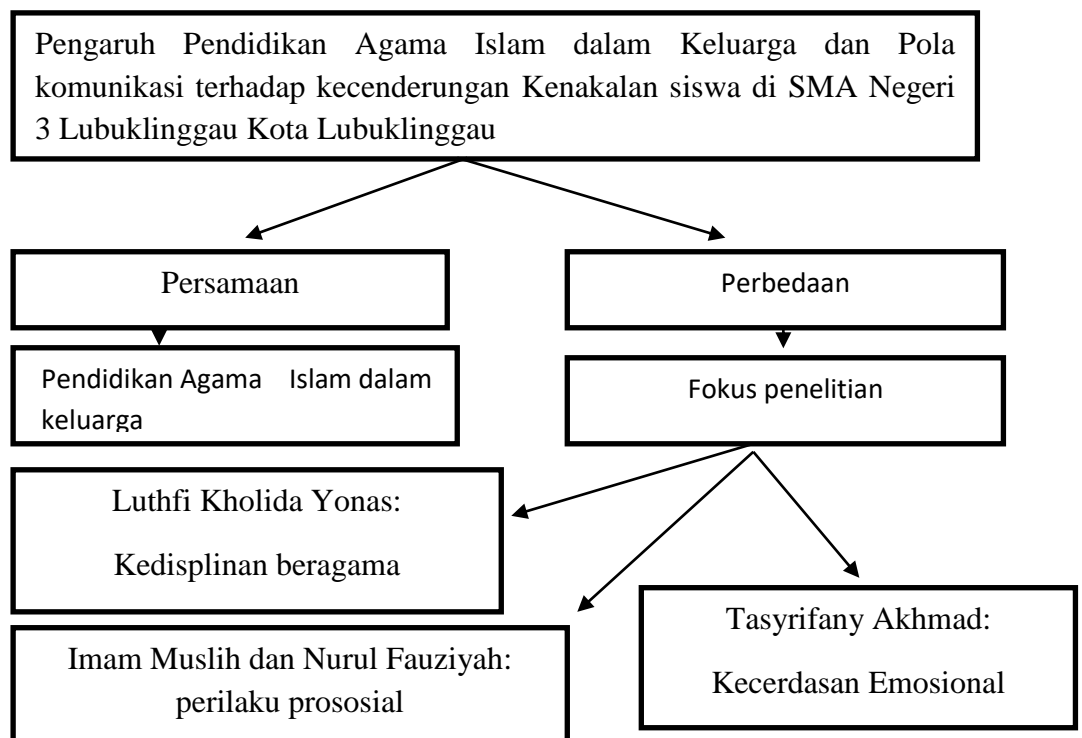 Pengaruh Pendidikan Agama Islam dalam Keluarga dan Pola
komunikasi terhadap kecenderungan Kenakalan siswa di SMA Negeri
3 Lubuklinggau Kota Lubuklinggau
Persamaan
Perbedaan
Pendidikan Agama Islam dalam
keluarga
Fokus penelitian
Luthfi Kholida Yonas:
Kedisplinan beragama
Imam Muslih dan Nurul Fauziyah:
perilaku prososial
Tasyrifany Akhmad:
Kecerdasan Emosional